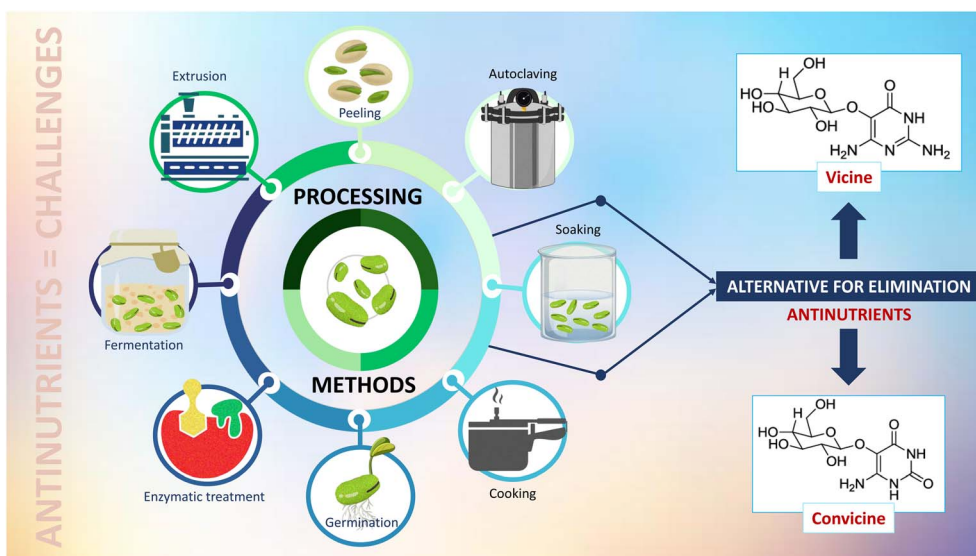 ANTINUTRIENTS = CHALLENGES
Extrusion
Peeling
Autoclaving
PROCESSING
METHODS
Soaking
Fermentation
Enzymatic treatment
Germination
Cooking
ALTERNATIVE FOR ELIMINATION
ANTINUTRIENTS
OH
H
HO
HO
OH
O
O
O
NH
H₂N
N
NH₂
Vicine
OH
H
HO
HO
OH
O
O
O
NH
H₂N
N
H
O
Convicine